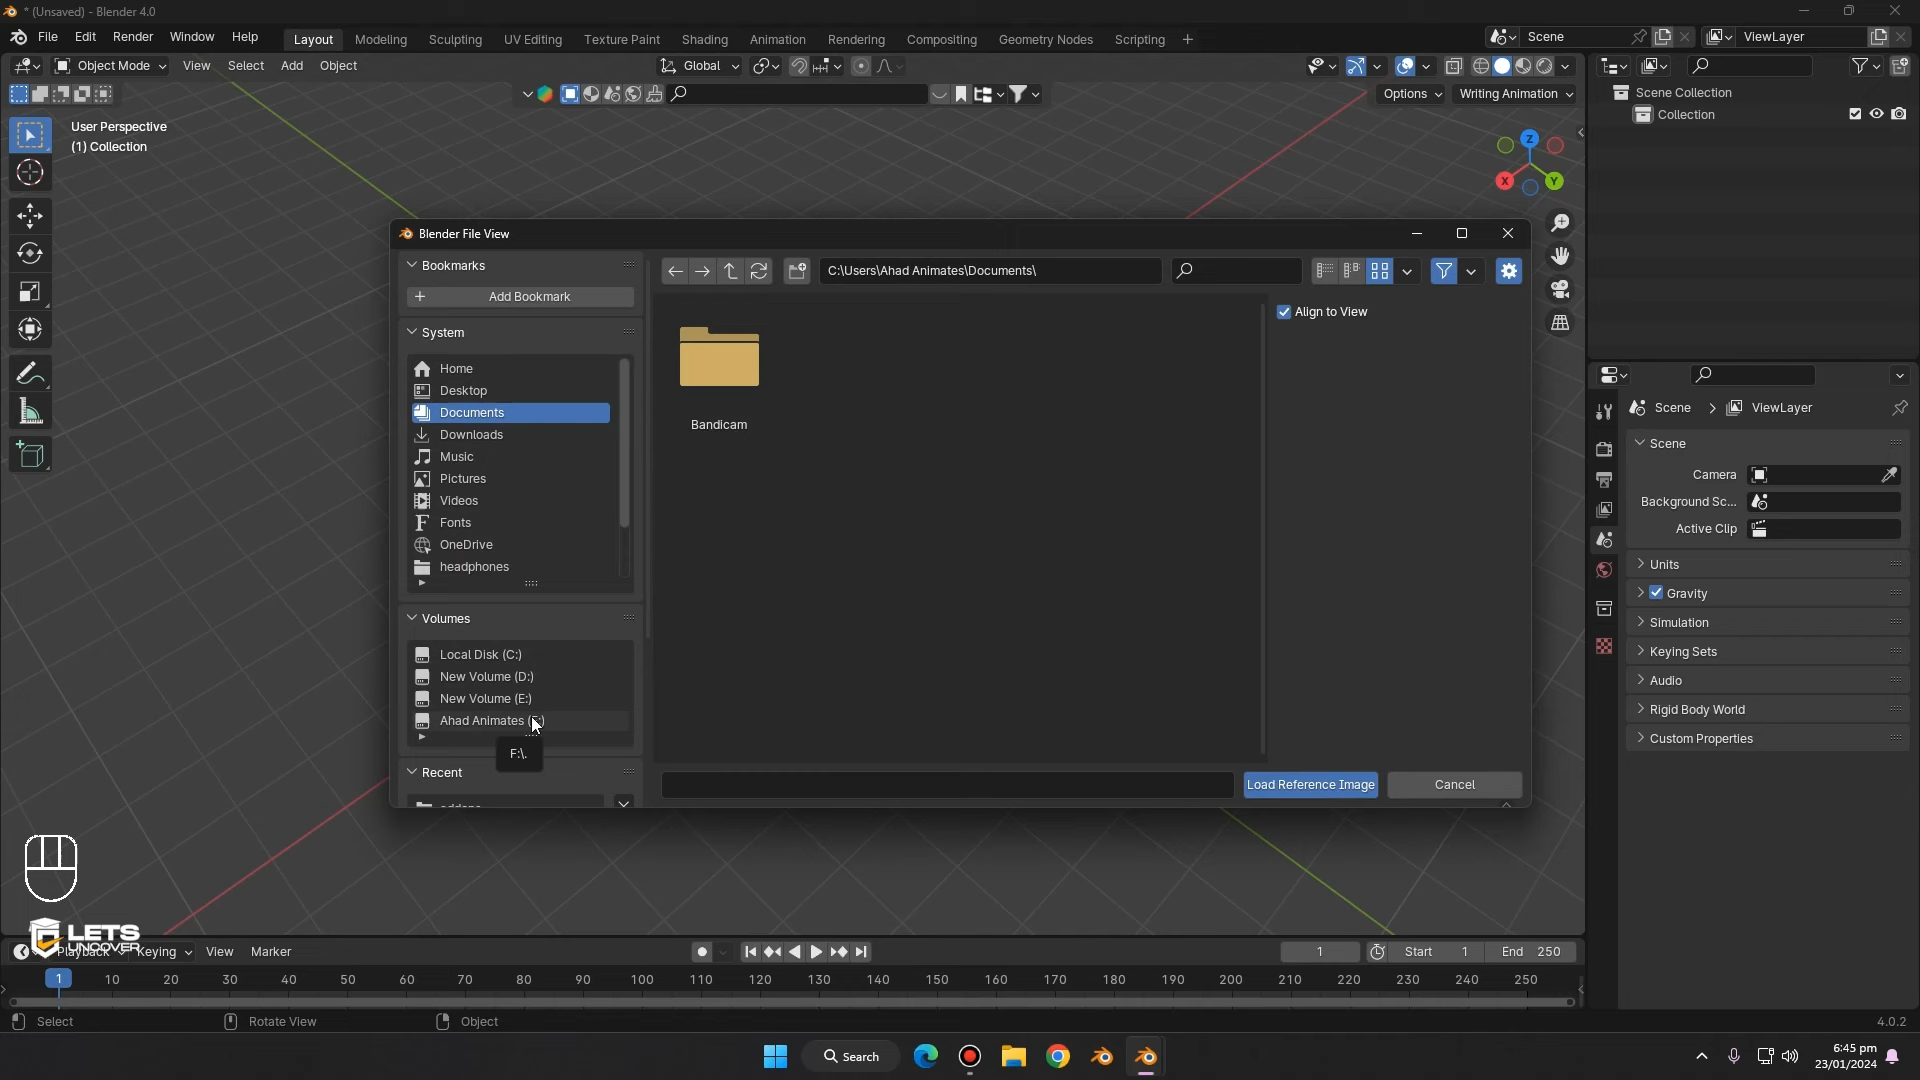 * (Unsaved) - Blender 4.0
File Edit Render Window Help Layout Modeling Sculpting UV Editing Texture Paint Shading Animation Rendering Compositing Geometry Nodes Scripting + Scene ViewLayer
Object Mode View Select Add Object Global
Options Writing Animation
Scene Collection
Collection
User Perspective
(1) Collection
Z
X
Y
Blender File View
Bookmarks
Add Bookmark
C:\Users\Ahad Animates\Documents\
Align to View
System
Home
Desktop
Documents
Downloads
Music
Pictures
Videos
Fonts
OneDrive
headphones
Bandicam
Volumes
Local Disk (C:)
New Volume (D:)
New Volume (E:)
Ahad Animates
F:\.
Recent
Load Reference Image
Cancel
Scene > ViewLayer
Scene
Camera
Background Sc...
Active Clip
Units
Gravity
Simulation
Keying Sets
Audio
Rigid Body World
Custom Properties
LETS
UNCOVER
Playback Keying View Marker
1 Start 1 End 250
1 10 20 30 40 50 60 70 80 90 100 110 120 130 140 150 160 170 180 190 200 210 220 230 240 250
Select Rotate View Object 4.0.2
Search
6:45 pm
23/01/2024